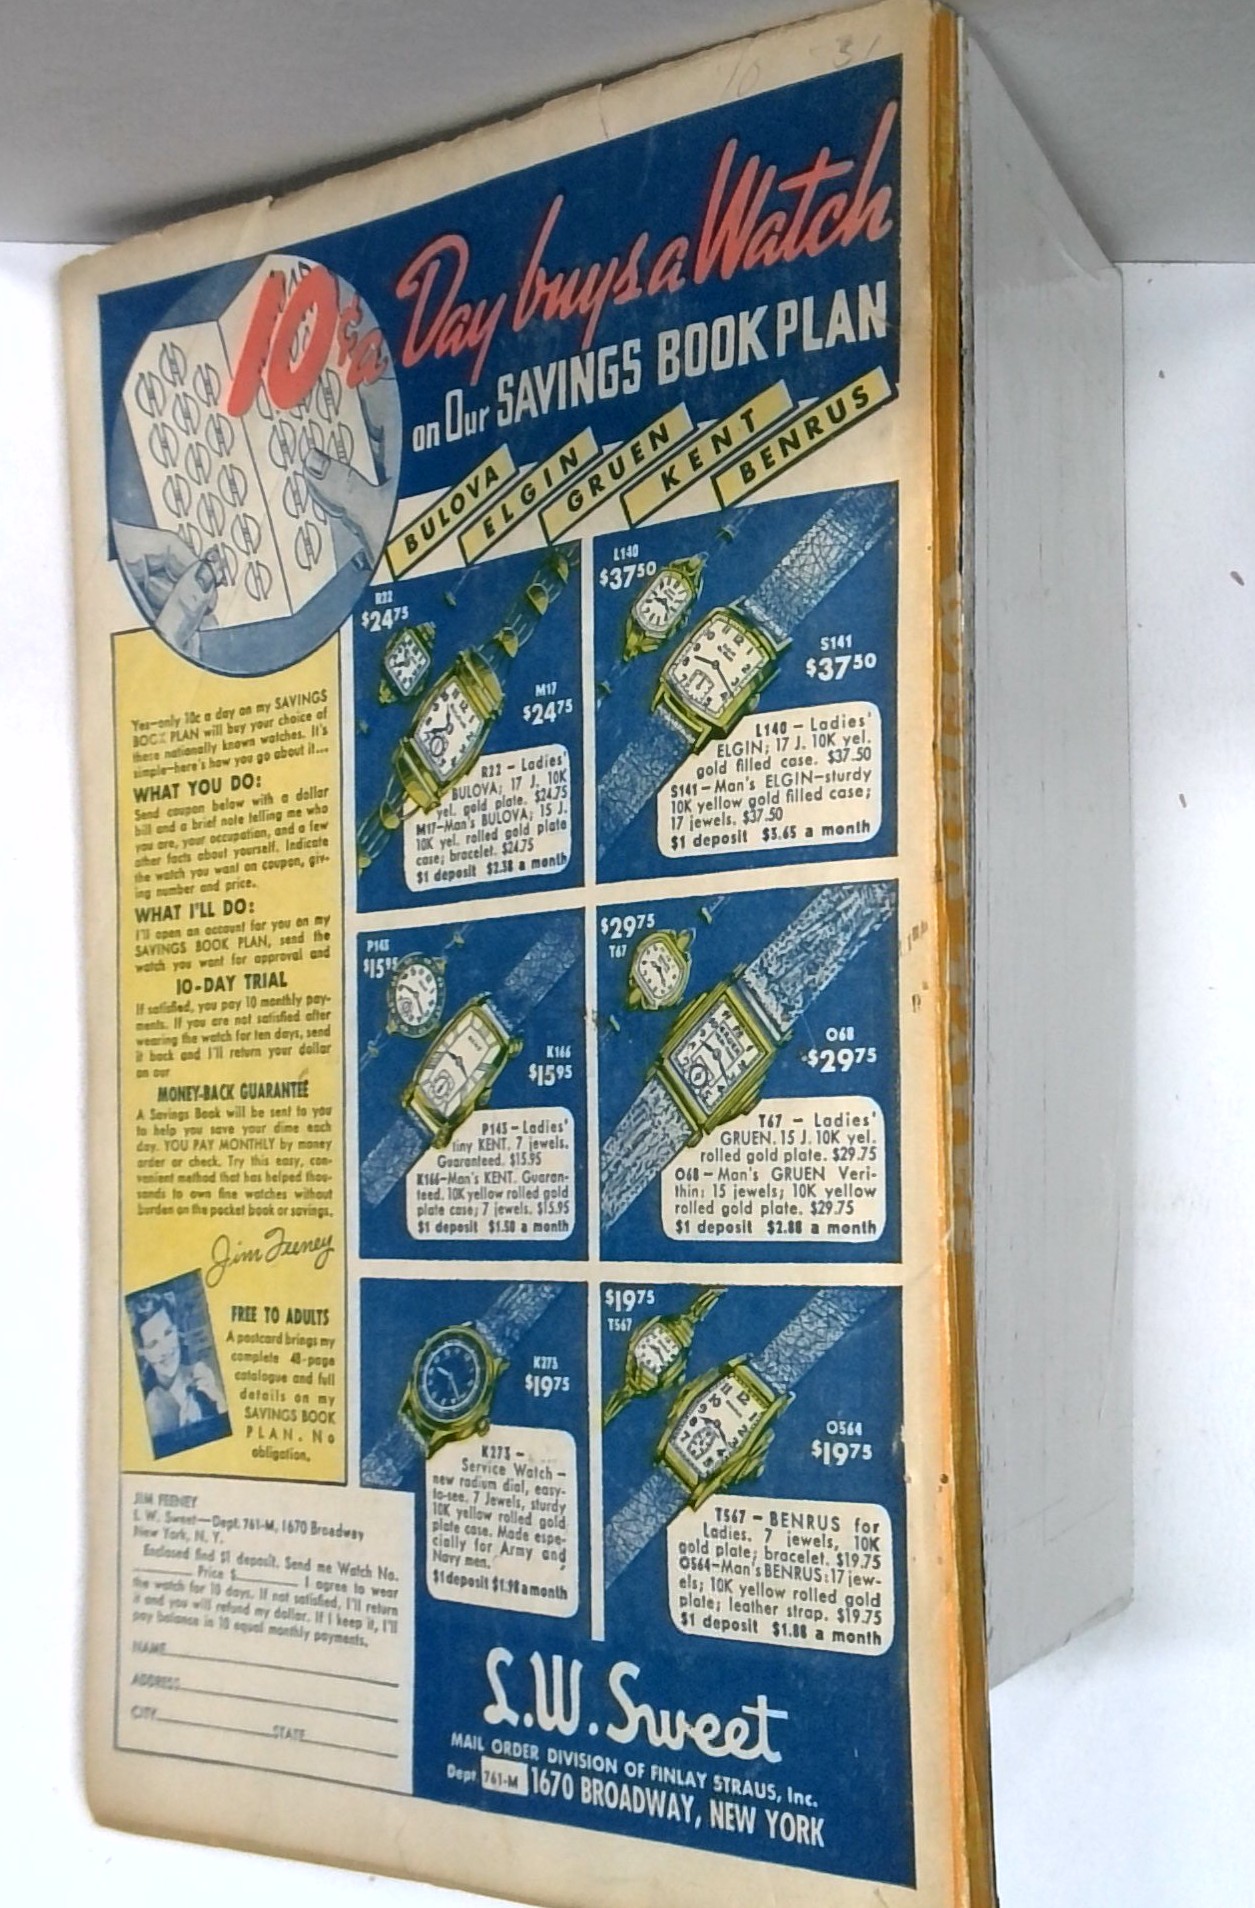 10 31
10¢ a Day buys a Watch
on Our SAVINGS BOOK PLAN
BULOVA
ELGIN
GRUEN
KENT
BENRUS
Yes—only 10c a day on my SAVINGS
BOOK PLAN will buy your choice of
these nationally known watches. It's
simple—here's how you go about it...
WHAT YOU DO:
Send coupon below with a dollar
bill and a brief note telling me who
you are, your occupation, and a few
other facts about yourself. Indicate
the watch you want on coupon, giv-
ing number and price.
WHAT I'LL DO:
I'll open an account for you on my
SAVINGS BOOK PLAN, send the
watch you want for approval and
10-DAY TRIAL
If satisfied, you pay 10 monthly pay-
ments. If you are not satisfied after
wearing the watch for ten days, send
it back and I'll return your dollar
on our
MONEY-BACK GUARANTEE
A Savings Book will be sent to you
to help you save your dime each
day. YOU PAY MONTHLY by money
order or check. Try this easy, con-
venient method that has helped thou-
sands to own fine watches without
burden on the pocket book or savings.
Jim Feeney
FREE TO ADULTS
A postcard brings my
complete 48-page
catalogue and full
details on my
SAVINGS BOOK
PLAN. No
obligation.
JIM FEENEY
L. W. Sweet—Dept. 761-M, 1670 Broadway
New York, N. Y.
Enclosed find $1 deposit. Send me Watch No.
Price $ I agree to wear
the watch for 10 days. If not satisfied, I'll return
it and you will refund my dollar. If I keep it, I'll
pay balance in 10 equal monthly payments.
NAME
ADDRESS
CITY STATE
R22
$24.75
M17
$24.75
R22 – Ladies'
BULOVA; 17 J. 10K
yel. gold plate. $24.75
M17–Man's BULOVA; 15 J.
10K yel. rolled gold plate
case; bracelet. $24.75
$1 deposit $2.38 a month
L140
$37.50
S141
$37.50
L140 – Ladies'
ELGIN; 17 J. 10K yel.
gold filled case. $37.50
S141–Man's ELGIN–sturdy
10K yellow gold filled case;
17 jewels. $37.50
$1 deposit $3.65 a month
P143
$15.95
K166
$15.95
P143–Ladies'
tiny KENT. 7 jewels.
Guaranteed. $15.95
K166–Man's KENT. Guaran-
teed. 10K yellow rolled gold
plate case; 7 jewels. $15.95
$1 deposit $1.50 a month
$29.75
T67
O68
$29.75
T67 – Ladies'
GRUEN. 15 J. 10K yel.
rolled gold plate. $29.75
O68–Man's GRUEN Veri-
thin; 15 jewels; 10K yellow
rolled gold plate. $29.75
$1 deposit $2.88 a month
K273
$19.75
K273 –
Service Watch –
new radium dial, easy-
to-see. 7 Jewels, sturdy
10K yellow rolled gold
plate case. Made espe-
cially for Army and
Navy men.
$1 deposit $1.98 a month
$19.75
T567
O564
$19.75
T567 – BENRUS for
Ladies. 7 jewels, 10K
gold plate; bracelet. $19.75
O564–Man's BENRUS: 17 jew-
els; 10K yellow rolled gold
plate; leather strap. $19.75
$1 deposit $1.88 a month
L.W. Sweet
MAIL ORDER DIVISION OF FINLAY STRAUS, Inc.
Dept. 761-M 1670 BROADWAY, NEW YORK